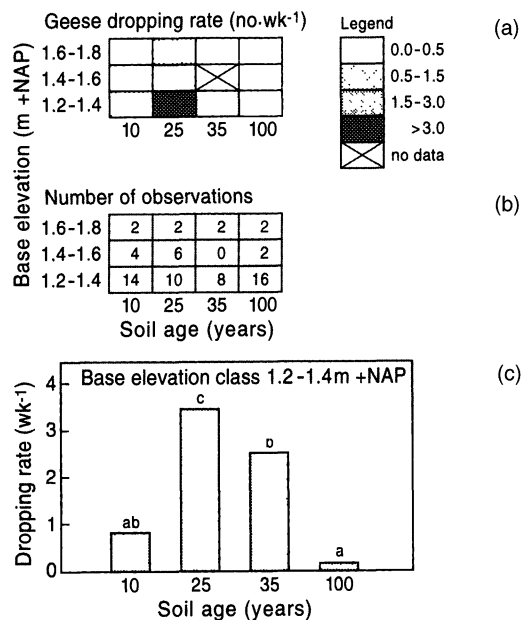 Geese dropping rate (no·wk⁻¹)
1.6-1.8
1.4-1.6
1.2-1.4
10 25 35 100
Legend
0.0-0.5
0.5-1.5
1.5-3.0
>3.0
no data
(a)
Base elevation (m +NAP)
Number of observations
(b)
1.6-1.8 2 2 2 2
1.4-1.6 4 6 0 2
1.2-1.4 14 10 8 16
10 25 35 100
Soil age (years)
Base elevation class 1.2-1.4m +NAP
(c)
Dropping rate (wk⁻¹)
4
3
2
1
0
ab
c
b
a
10 25 35 100
Soil age (years)